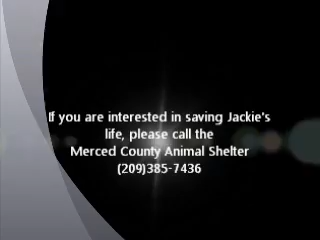 If you are interested in saving Jackie's
life, please call the
Merced County Animal Shelter
(209)385-7436